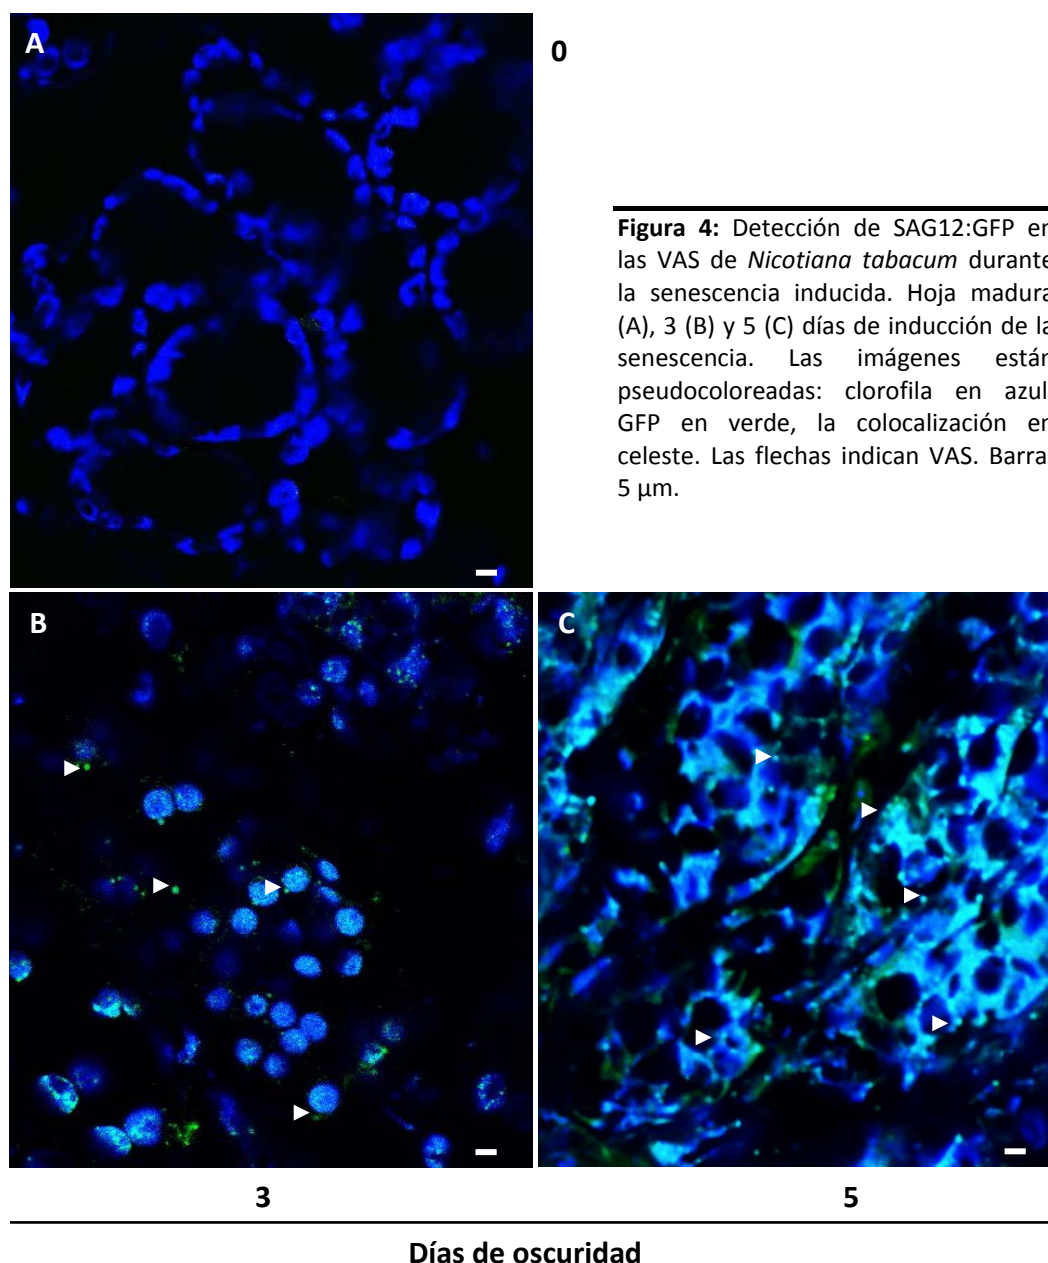 A
0
Figura 4: Detección de SAG12:GFP en
las VAS de Nicotiana tabacum durante
la senescencia inducida. Hoja madura
(A), 3 (B) y 5 (C) días de inducción de la
senescencia. Las imágenes están
pseudocoloreadas: clorofila en azul
GFP en verde, la colocalización en
celeste. Las flechas indican VAS. Barra
5 µm.
B
C
3
5
Días de oscuridad